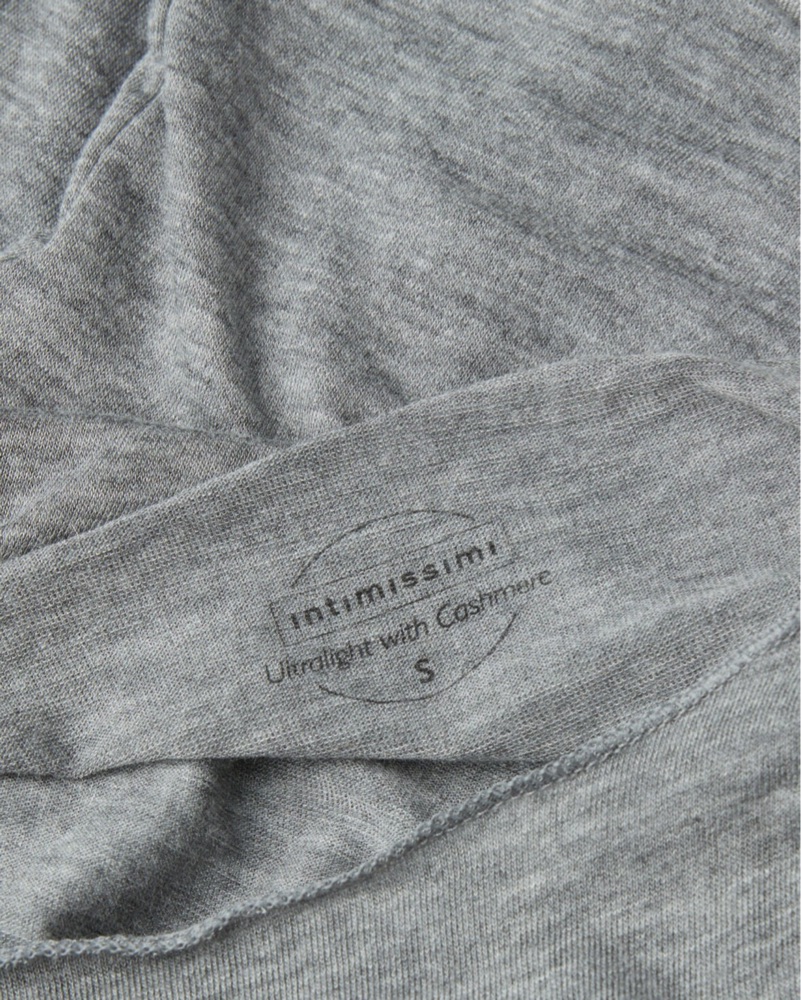 intimissimi
Ultralight with Cashmere
S